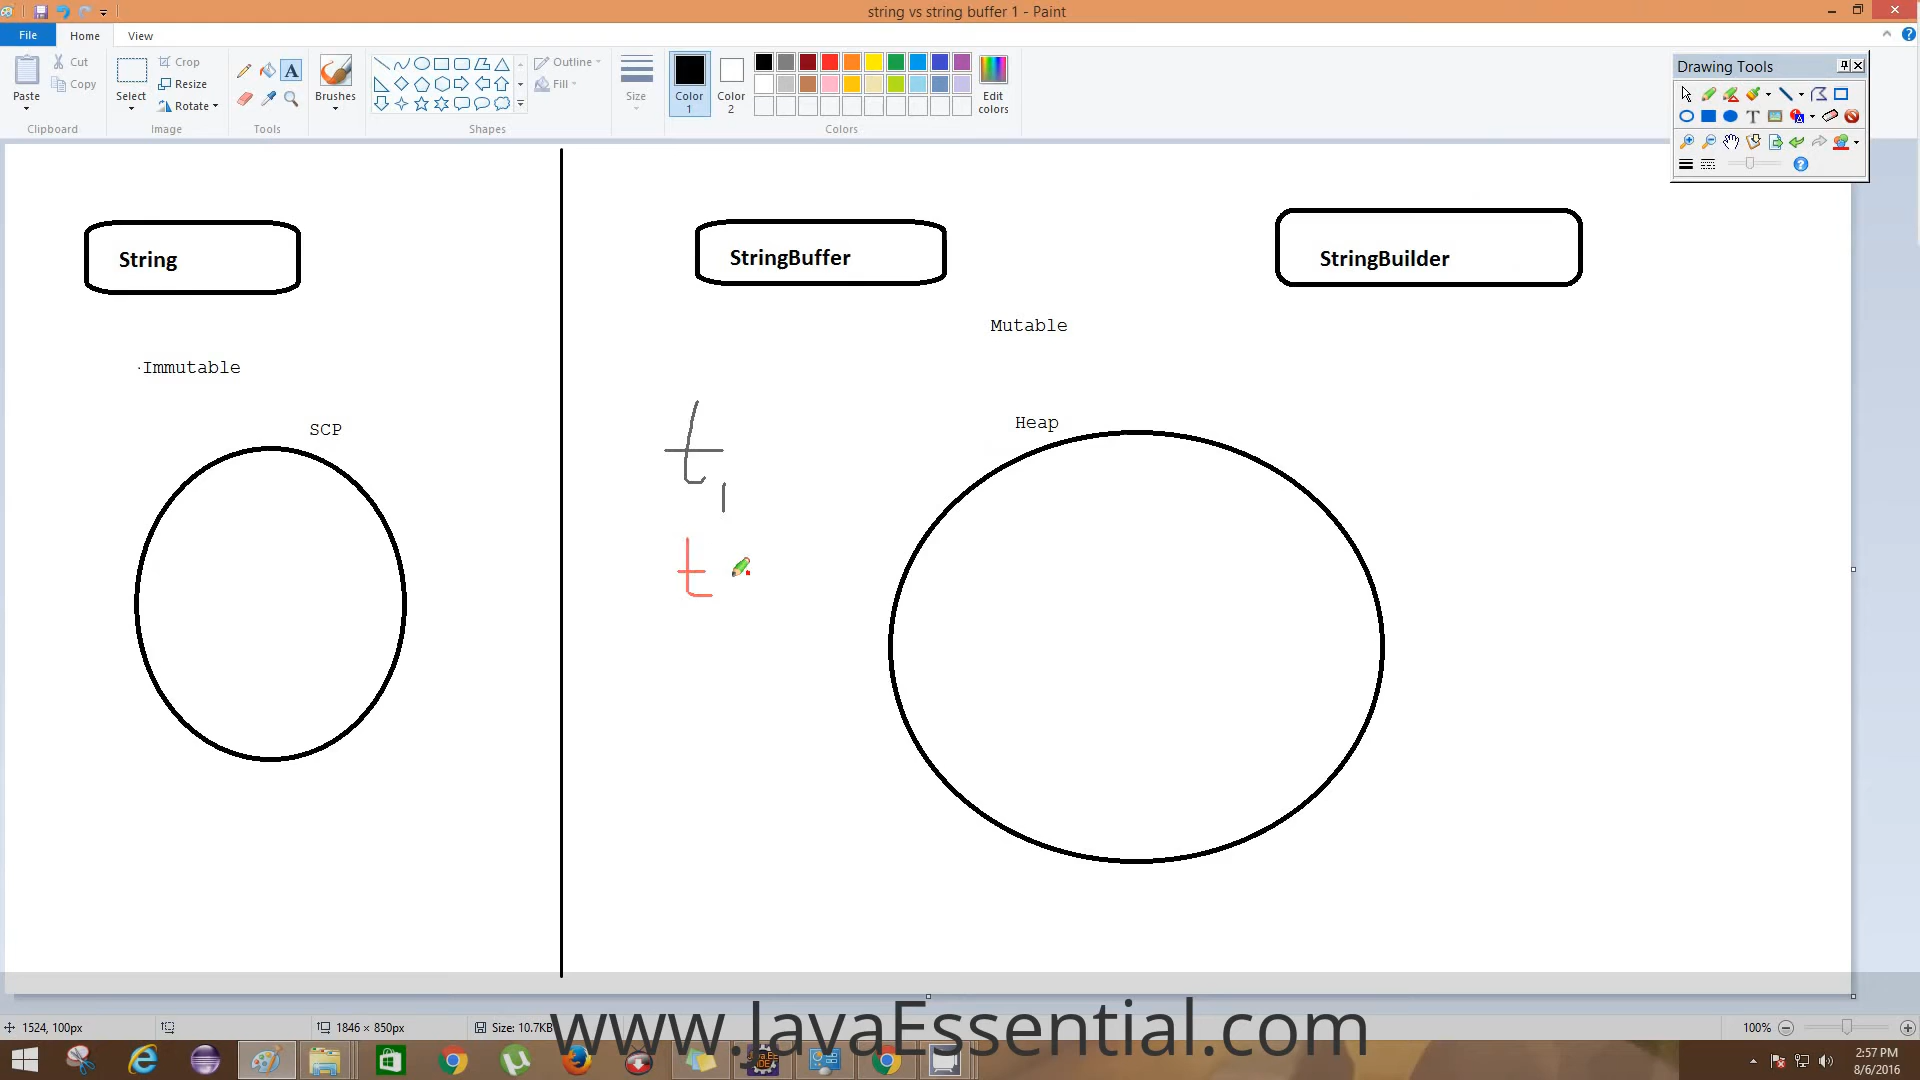 string vs string buffer 1 - Paint
File
Home
View
Paste
Cut
Copy
Clipboard
Select
Crop
Resize
Rotate
Image
A
Tools
Brushes
Shapes
Outline
Fill
Size
Color 1
Color 2
Edit colors
Colors
Drawing Tools
String
StringBuffer
StringBuilder
Mutable
·Immutable
SCP
Heap
t1
t
1524, 100px
1846 × 850px
Size: 10.7KB
100%
www.JavaEssential.com
2:57 PM
8/6/2016